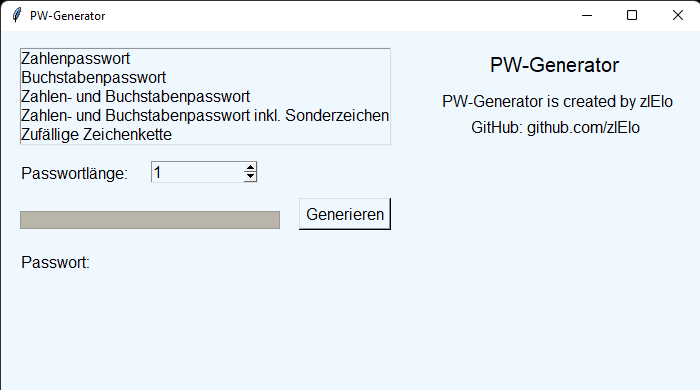 PW-Generator
Zahlenpasswort
Buchstabenpasswort
Zahlen- und Buchstabenpasswort
Zahlen- und Buchstabenpasswort inkl. Sonderzeichen
Zufällige Zeichenkette
Passwortlänge: 1
Generieren
Passwort:
PW-Generator
PW-Generator is created by zlElo
GitHub: github.com/zlElo